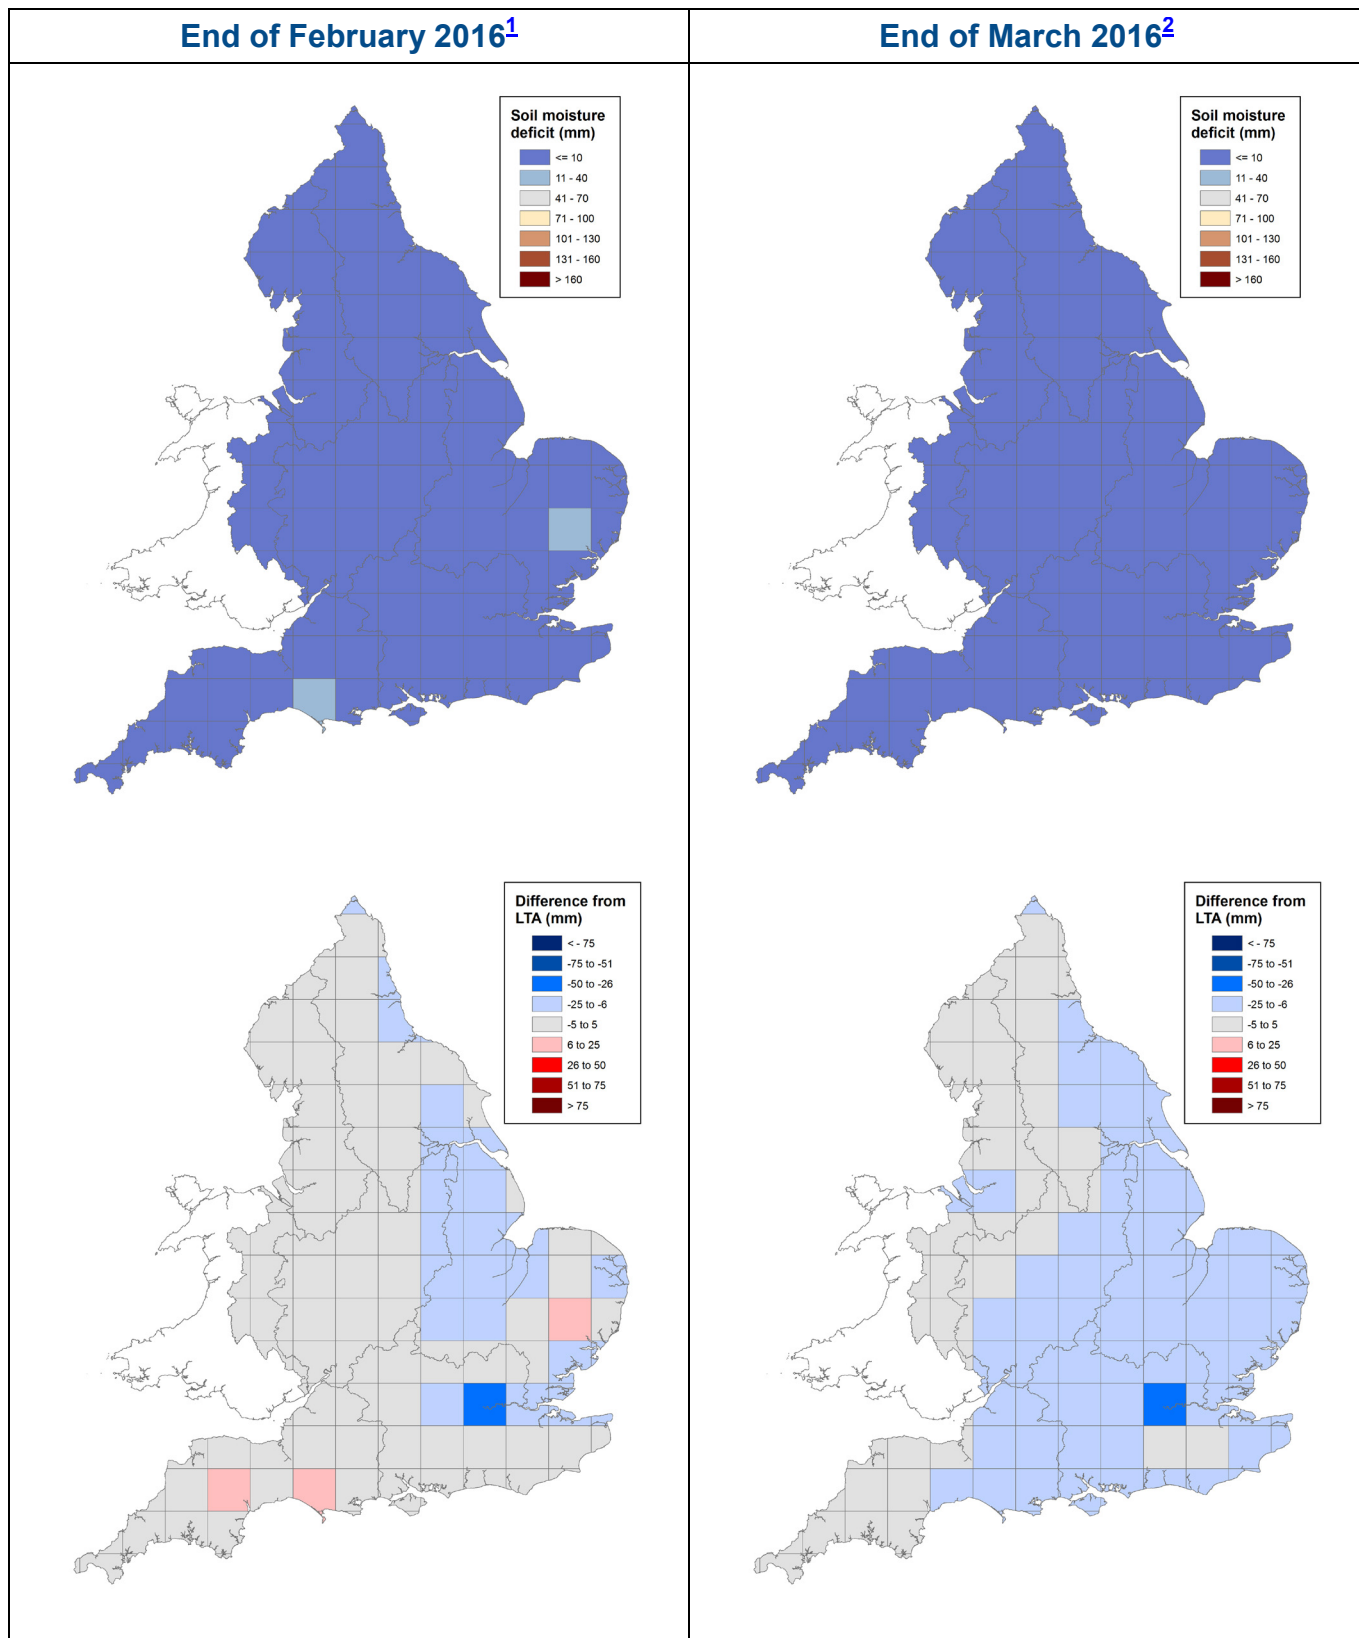 End of February 2016¹
End of March 2016²
Soil moisture
deficit (mm)
<= 10
11 - 40
41 - 70
71 - 100
101 - 130
131 - 160
> 160
Soil moisture
deficit (mm)
<= 10
11 - 40
41 - 70
71 - 100
101 - 130
131 - 160
> 160
Difference from
LTA (mm)
< - 75
-75 to -51
-50 to -26
-25 to -6
-5 to 5
6 to 25
26 to 50
51 to 75
> 75
Difference from
LTA (mm)
< - 75
-75 to -51
-50 to -26
-25 to -6
-5 to 5
6 to 25
26 to 50
51 to 75
> 75